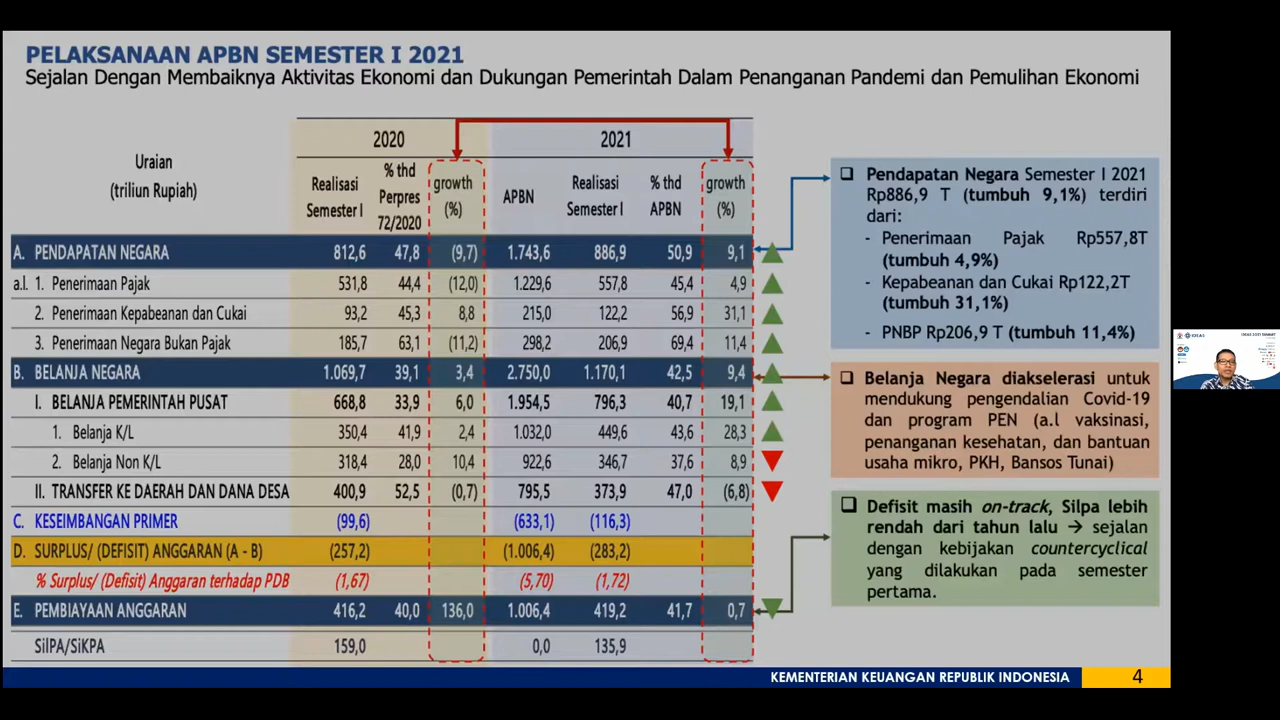 PELAKSANAAN APBN SEMESTER I 2021
Sejalan Dengan Membaiknya Aktivitas Ekonomi dan Dukungan Pemerintah Dalam Penanganan Pandemi dan Pemulihan Ekonomi
Uraian
(triliun Rupiah)
2020
2021
Realisasi
Semester I
% thd
Perpres
72/2020
growth
(%)
APBN
Realisasi
Semester I
% thd
APBN
growth
(%)
A. PENDAPATAN NEGARA 812,6 47,8 (9,7) 1.743,6 886,9 50,9 9,1
a.l. 1. Penerimaan Pajak 531,8 44,4 (12,0) 1.229,6 557,8 45,4 4,9
2. Penerimaan Kepabeanan dan Cukai 93,2 45,3 8,8 215,0 122,2 56,9 31,1
3. Penerimaan Negara Bukan Pajak 185,7 63,1 (11,2) 298,2 206,9 69,4 11,4
B. BELANJA NEGARA 1.069,7 39,1 3,4 2.750,0 1.170,1 42,5 9,4
I. BELANJA PEMERINTAH PUSAT 668,8 33,9 6,0 1.954,5 796,3 40,7 19,1
1. Belanja K/L 350,4 41,9 2,4 1.032,0 449,6 43,6 28,3
2. Belanja Non K/L 318,4 28,0 10,4 922,6 346,7 37,6 8,9
II. TRANSFER KE DAERAH DAN DANA DESA 400,9 52,5 (0,7) 795,5 373,9 47,0 (6,8)
C. KESEIMBANGAN PRIMER (99,6) (633,1) (116,3)
D. SURPLUS/ (DEFISIT) ANGGARAN (A - B) (257,2) (1.006,4) (283,2)
% Surplus/ (Defisit) Anggaran terhadap PDB (1,67) (5,70) (1,72)
E. PEMBIAYAAN ANGGARAN 416,2 40,0 136,0 1.006,4 419,2 41,7 0,7
SilPA/SiKPA 159,0 0,0 135,9
❑ Pendapatan Negara Semester I 2021
Rp886,9 T (tumbuh 9,1%) terdiri
dari:
- Penerimaan Pajak Rp557,8T
(tumbuh 4,9%)
- Kepabeanan dan Cukai Rp122,2T
(tumbuh 31,1%)
- PNBP Rp206,9 T (tumbuh 11,4%)
❑ Belanja Negara diakselerasi untuk
mendukung pengendalian Covid-19
dan program PEN (a.l vaksinasi,
penanganan kesehatan, dan bantuan
usaha mikro, PKH, Bansos Tunai)
❑ Defisit masih on-track, Silpa lebih
rendah dari tahun lalu → sejalan
dengan kebijakan countercyclical
yang dilakukan pada semester
pertama.
KEMENTERIAN KEUANGAN REPUBLIK INDONESIA
4